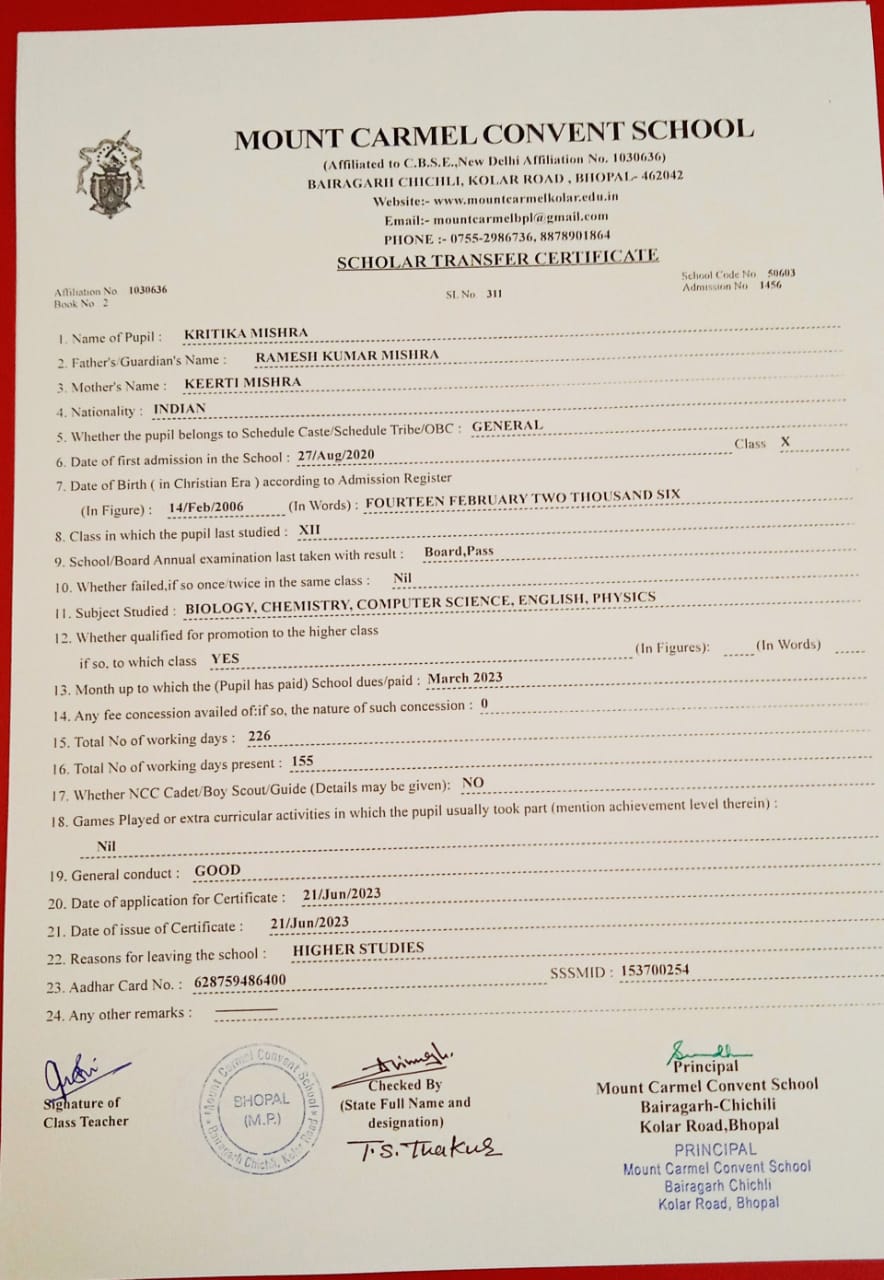 MOUNT CARMEL CONVENT SCHOOL
(Affiliated to C.B.S.E.,New Delhi Affiliation No. 1030636)
BAIRAGARH CHICHLI, KOLAR ROAD , BHOPAL- 462042
Website:- www.mountcarmelkolar.edu.in
Email:- mountcarmelbpl@gmail.com
PHONE :- 0755-2986736, 8878901864
SCHOLAR TRANSFER CERTIFICATE
Affiliation No 1030636
Book No 2
SL No. 311
School Code No 50603
Admission No 1456
1. Name of Pupil : KRITIKA MISHRA
2. Father's/Guardian's Name : RAMESH KUMAR MISHRA
3. Mother's Name : KEERTI MISHRA
4. Nationality : INDIAN
5. Whether the pupil belongs to Schedule Caste/Schedule Tribe/OBC : GENERAL
6. Date of first admission in the School : 27/Aug/2020 Class X
7. Date of Birth ( in Christian Era ) according to Admission Register
(In Figure) : 14/Feb/2006 (In Words) : FOURTEEN FEBRUARY TWO THOUSAND SIX
8. Class in which the pupil last studied : XII
9. School/Board Annual examination last taken with result : Board,Pass
10. Whether failed,if so once/twice in the same class : Nil
11. Subject Studied : BIOLOGY, CHEMISTRY, COMPUTER SCIENCE, ENGLISH, PHYSICS
12. Whether qualified for promotion to the higher class
if so, to which class YES (In Figures): (In Words)
13. Month up to which the (Pupil has paid) School dues/paid : March 2023
14. Any fee concession availed of:if so, the nature of such concession : 0
15. Total No of working days : 226
16. Total No of working days present : 155
17. Whether NCC Cadet/Boy Scout/Guide (Details may be given): NO
18. Games Played or extra curricular activities in which the pupil usually took part (mention achievement level therein) :
Nil
19. General conduct : GOOD
20. Date of application for Certificate : 21/Jun/2023
21. Date of issue of Certificate : 21/Jun/2023
22. Reasons for leaving the school : HIGHER STUDIES
23. Aadhar Card No. : 628759486400 SSSMID : 153700254
24. Any other remarks :
Signature of
Class Teacher
Mount Carmel Convent School
BHOPAL
(M.P.)
Bairagarh Chichli, Kolar Road
Checked By
(State Full Name and
designation)
T.S. Thakur
Principal
Mount Carmel Convent School
Bairagarh-Chichili
Kolar Road,Bhopal
PRINCIPAL
Mount Carmel Convent School
Bairagarh Chichli
Kolar Road, Bhopal